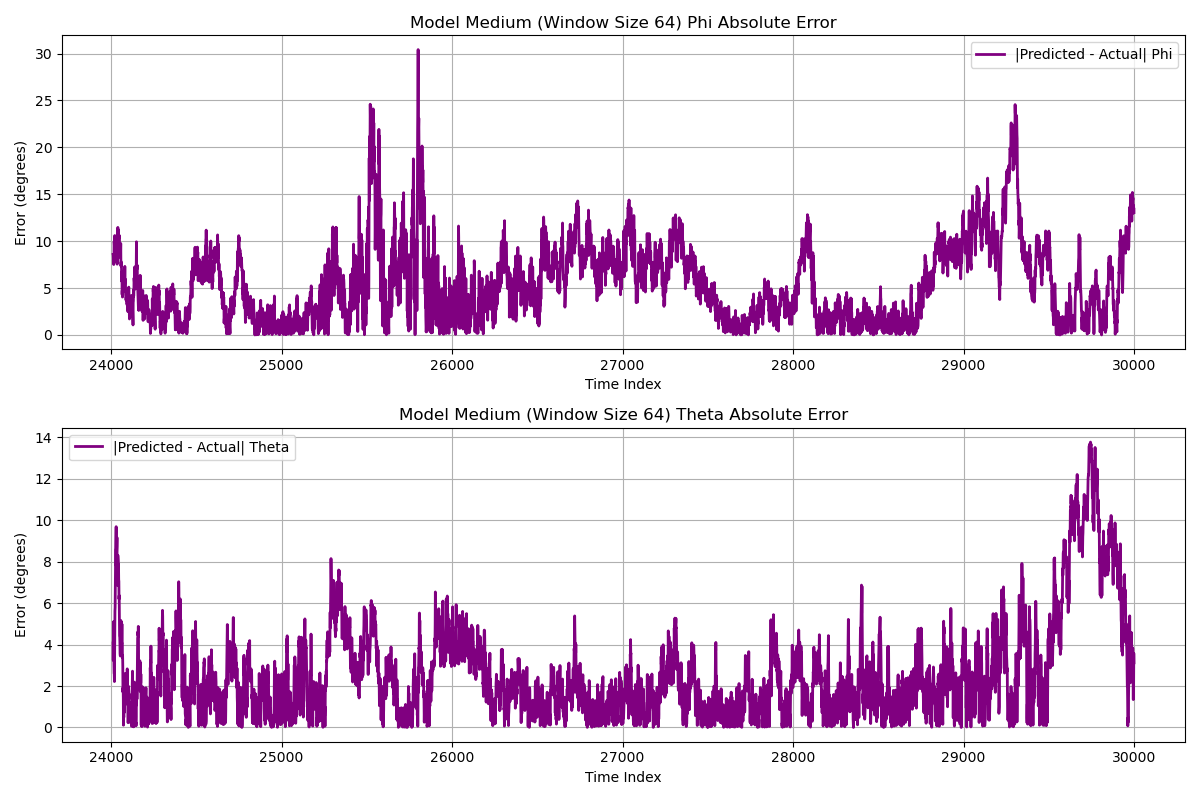 Model Medium (Window Size 64) Phi Absolute Error
|Predicted - Actual| Phi
Error (degrees)
30
25
20
15
10
5
0
24000 25000 26000 27000 28000 29000 30000
Time Index
Model Medium (Window Size 64) Theta Absolute Error
|Predicted - Actual| Theta
Error (degrees)
14
12
10
8
6
4
2
0
24000 25000 26000 27000 28000 29000 30000
Time Index